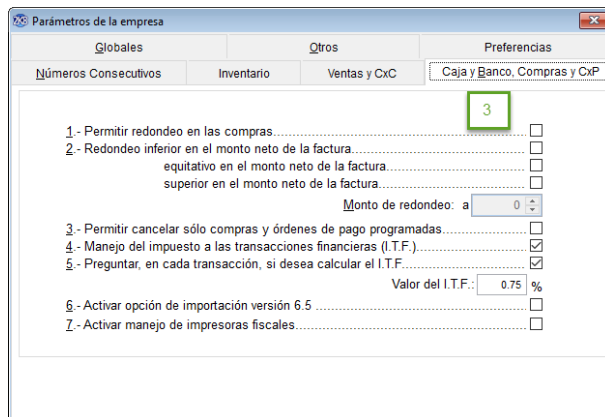 Parámetros de la empresa
Globales Otros Preferencias
Números Consecutivos Inventario Ventas y CxC Caja y Banco, Compras y CxP
3
1.- Permitir redondeo en las compras
2.- Redondeo inferior en el monto neto de la factura
equitativo en el monto neto de la factura
superior en el monto neto de la factura
Monto de redondeo: a 0
3.- Permitir cancelar sólo compras y órdenes de pago programadas
4.- Manejo del impuesto a las transacciones financieras (I.T.F.)
5.- Preguntar, en cada transacción, si desea calcular el I.T.F.
Valor del I.T.F.: 0.75 %
6.- Activar opción de importación versión 6.5
7.- Activar manejo de impresoras fiscales